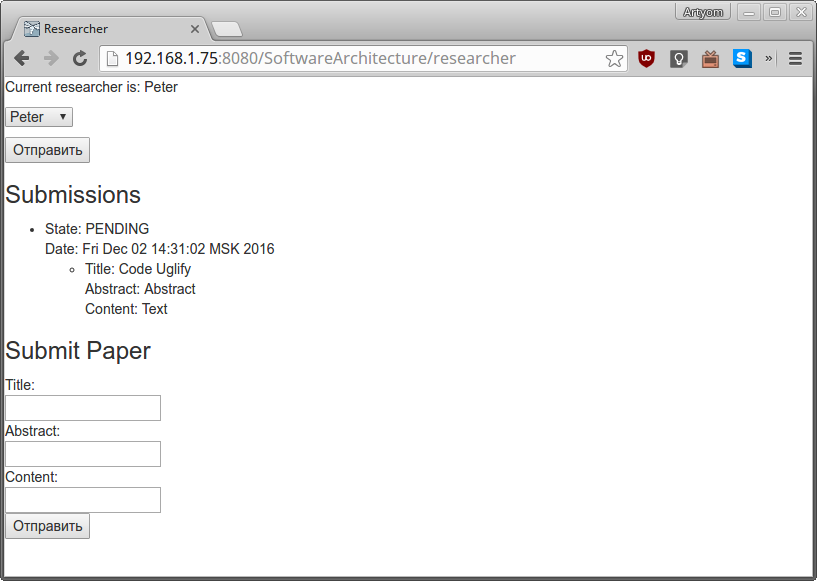 Artyom
Researcher
192.168.1.75:8080/SoftwareArchitecture/researcher
Current researcher is: Peter
Peter
Отправить
Submissions
State: PENDING
Date: Fri Dec 02 14:31:02 MSK 2016
Title: Code Uglify
Abstract: Abstract
Content: Text
Submit Paper
Title:
Abstract:
Content:
Отправить